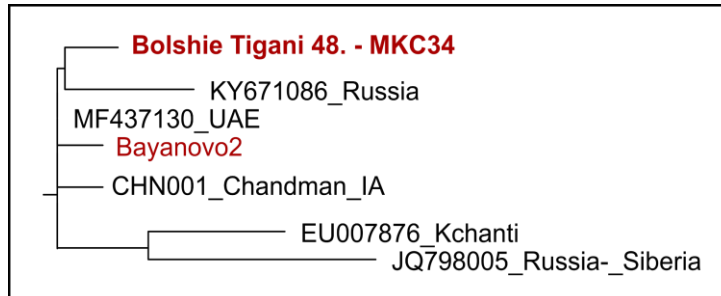 Bolshie Tigani 48. - MKC34
KY671086_Russia
MF437130_UAE
Bayanovo2
CHN001_Chandman_IA
EU007876_Kchanti
JQ798005_Russia-_Siberia